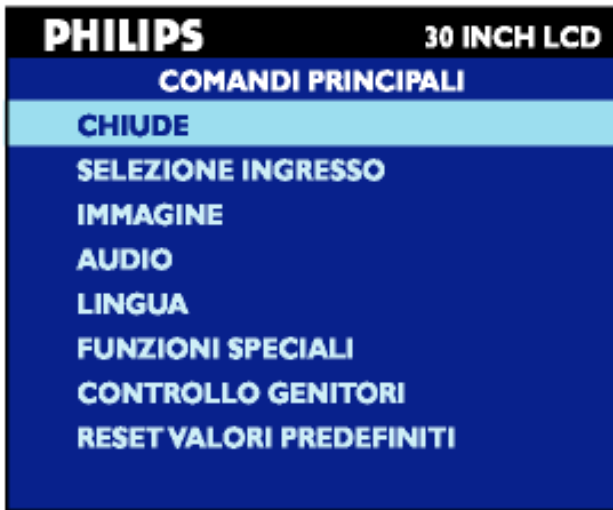 PHILIPS 30 INCH LCD
COMANDI PRINCIPALI
CHIUDE
SELEZIONE INGRESSO
IMMAGINE
AUDIO
LINGUA
FUNZIONI SPECIALI
CONTROLLO GENITORI
RESET VALORI PREDEFINITI